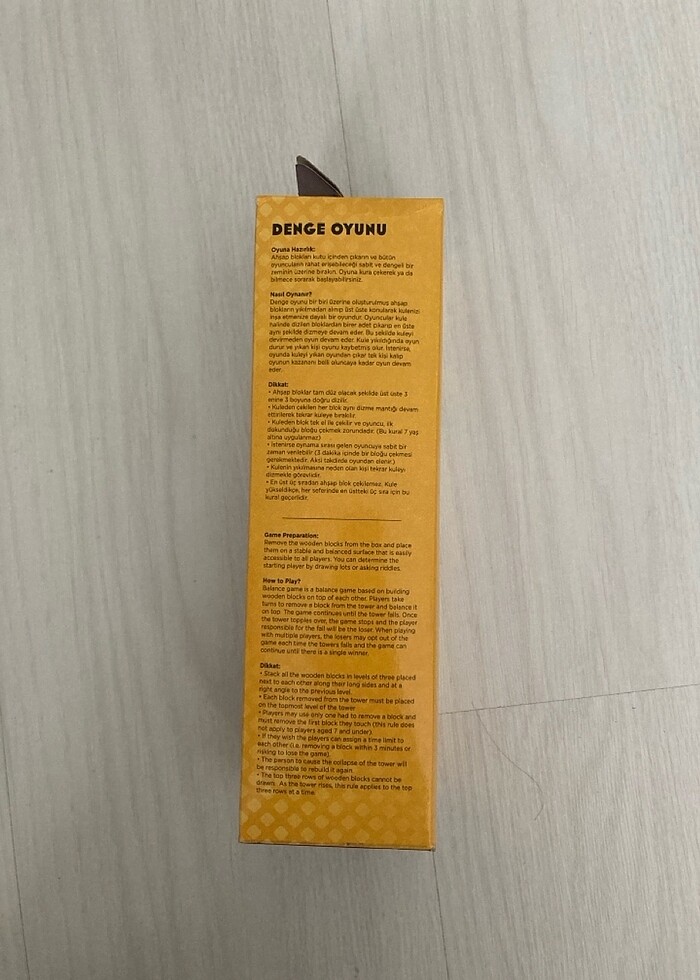 DENGE OYUNU
Oyuna Hazırlık:
Ahşap blokları kutu içinden çıkarın ve bütün
oyuncuların rahat erişebileceği sabit ve dengeli bir
zeminin üzerine bırakın. Oyuna kura çekerek ya da
bilmece sorarak başlayabilirsiniz.
Nasıl Oynanır?
Denge oyunu bir biri üzerine oluşturulmuş ahşap
blokların yıkılmadan alınıp üst üste konularak kulenizi
inşa etmenize dayalı bir oyundur. Oyuncular kule
halinde dizilen bloklardan birer adet çıkarıp en üste
aynı şekilde dizmeye devam eder. Bu şekilde kuleyi
devirmeden oyun devam eder. Kule yıkıldığında oyun
durur ve yıkan kişi oyunu kaybetmiş olur. İstenirse,
oyunda kuleyi yıkan oyundan çıkar tek kişi kalıp
oyunun kazananı belli oluncaya kadar oyun devam
eder.
Dikkat:
• Ahşap bloklar tam düz olacak şekilde üst üste 3
enine 3 boyuna doğru dizilir.
• Kuleden çekilen her blok aynı dizme mantığı devam
ettirilerek tekrar kuleye bırakılır.
• Kuleden blok tek el ile çekilir ve oyuncu, ilk
dokunduğu bloğu çekmek zorundadır. (Bu kural 7 yaş
altına uygulanmaz)
• İstenirse oynama sırası gelen oyuncuya sabit bir
zaman verilebilir (3 dakika içinde bir bloğu çekmesi
gerekmektedir. Aksi takdirde oyundan elenir.)
• Kulenin yıkılmasına neden olan kişi tekrar kuleyi
dizmekle görevlidir.
• En üst üç sıradan ahşap blok çekilemez. Kule
yükseldikçe, her seferinde en üstteki üç sıra için bu
kural geçerlidir.
Game Preparation:
Remove the wooden blocks from the box and place
them on a stable and balanced surface that is easily
accessible to all players. You can determine the
starting player by drawing lots or asking riddles.
How to Play?
Balance game is a balance game based on building
wooden blocks on top of each other. Players take
turns to remove a block from the tower and balance it
on top. The game continues until the tower falls. Once
the tower topples over, the game stops and the player
responsible for the fall will be the loser. When playing
with multiple players, the losers may opt out of the
game each time the towers falls and the game can
continue until there is a single winner.
Dikkat:
• Stack all the wooden blocks in levels of three placed
next to each other along their long sides and at a
right angle to the previous level.
• Each block removed from the tower must be placed
on the topmost level of the tower
• Players may use only one had to remove a block and
must remove the first block they touch (this rule does
not apply to players aged 7 and under).
• If they wish the players can assign a time limit to
each other (i.e. removing a block within 3 minutes or
risking to lose the game).
• The person to cause the collapse of the tower will
be responsible to rebuild it again.
• The top three rows of wooden blocks cannot be
drawn. As the tower rises, this rule applies to the top
three rows at a time.